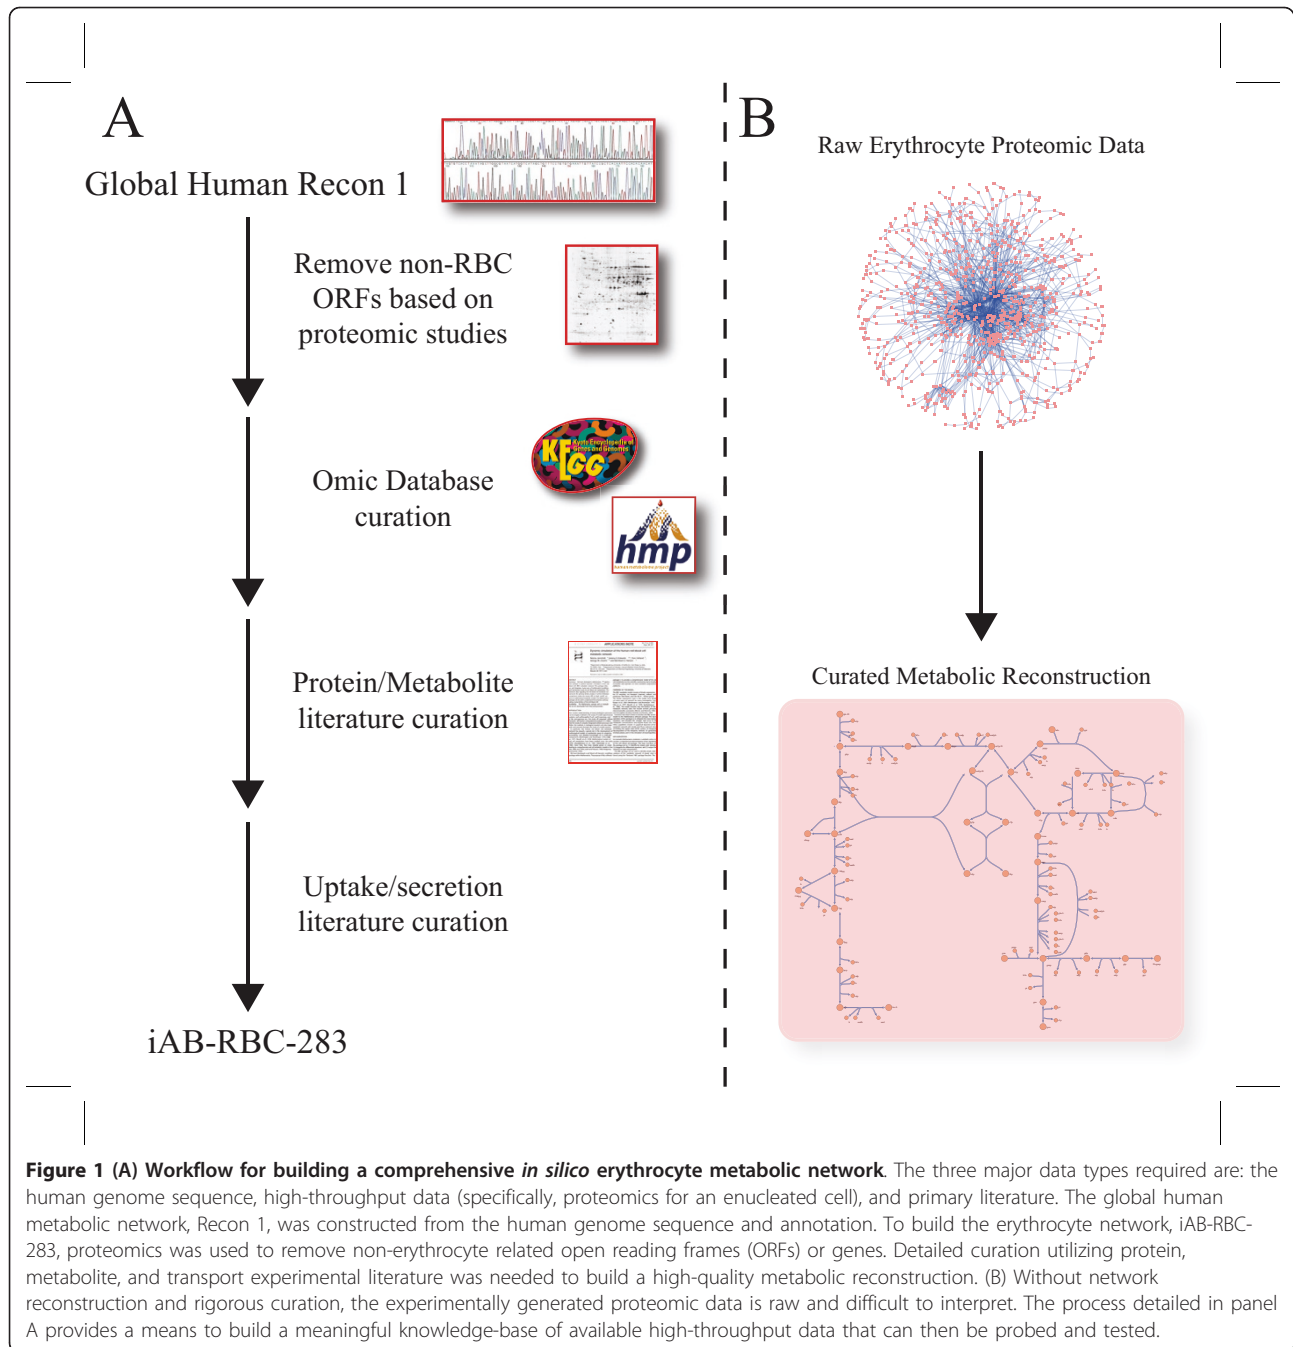 A
Global Human Recon 1
Remove non-RBC
ORFs based on
proteomic studies
KEGG
Kyoto Encyclopedia of
Genes and Genomes
Omic Database
curation
hmp
Protein/Metabolite
literature curation
Uptake/secretion
literature curation
iAB-RBC-283
B
Raw Erythrocyte Proteomic Data
Curated Metabolic Reconstruction
Figure 1 (A) Workflow for building a comprehensive in silico erythrocyte metabolic network. The three major data types required are: the
human genome sequence, high-throughput data (specifically, proteomics for an enucleated cell), and primary literature. The global human
metabolic network, Recon 1, was constructed from the human genome sequence and annotation. To build the erythrocyte network, iAB-RBC-
283, proteomics was used to remove non-erythrocyte related open reading frames (ORFs) or genes. Detailed curation utilizing protein,
metabolite, and transport experimental literature was needed to build a high-quality metabolic reconstruction. (B) Without network
reconstruction and rigorous curation, the experimentally generated proteomic data is raw and difficult to interpret. The process detailed in panel
A provides a means to build a meaningful knowledge-base of available high-throughput data that can then be probed and tested.